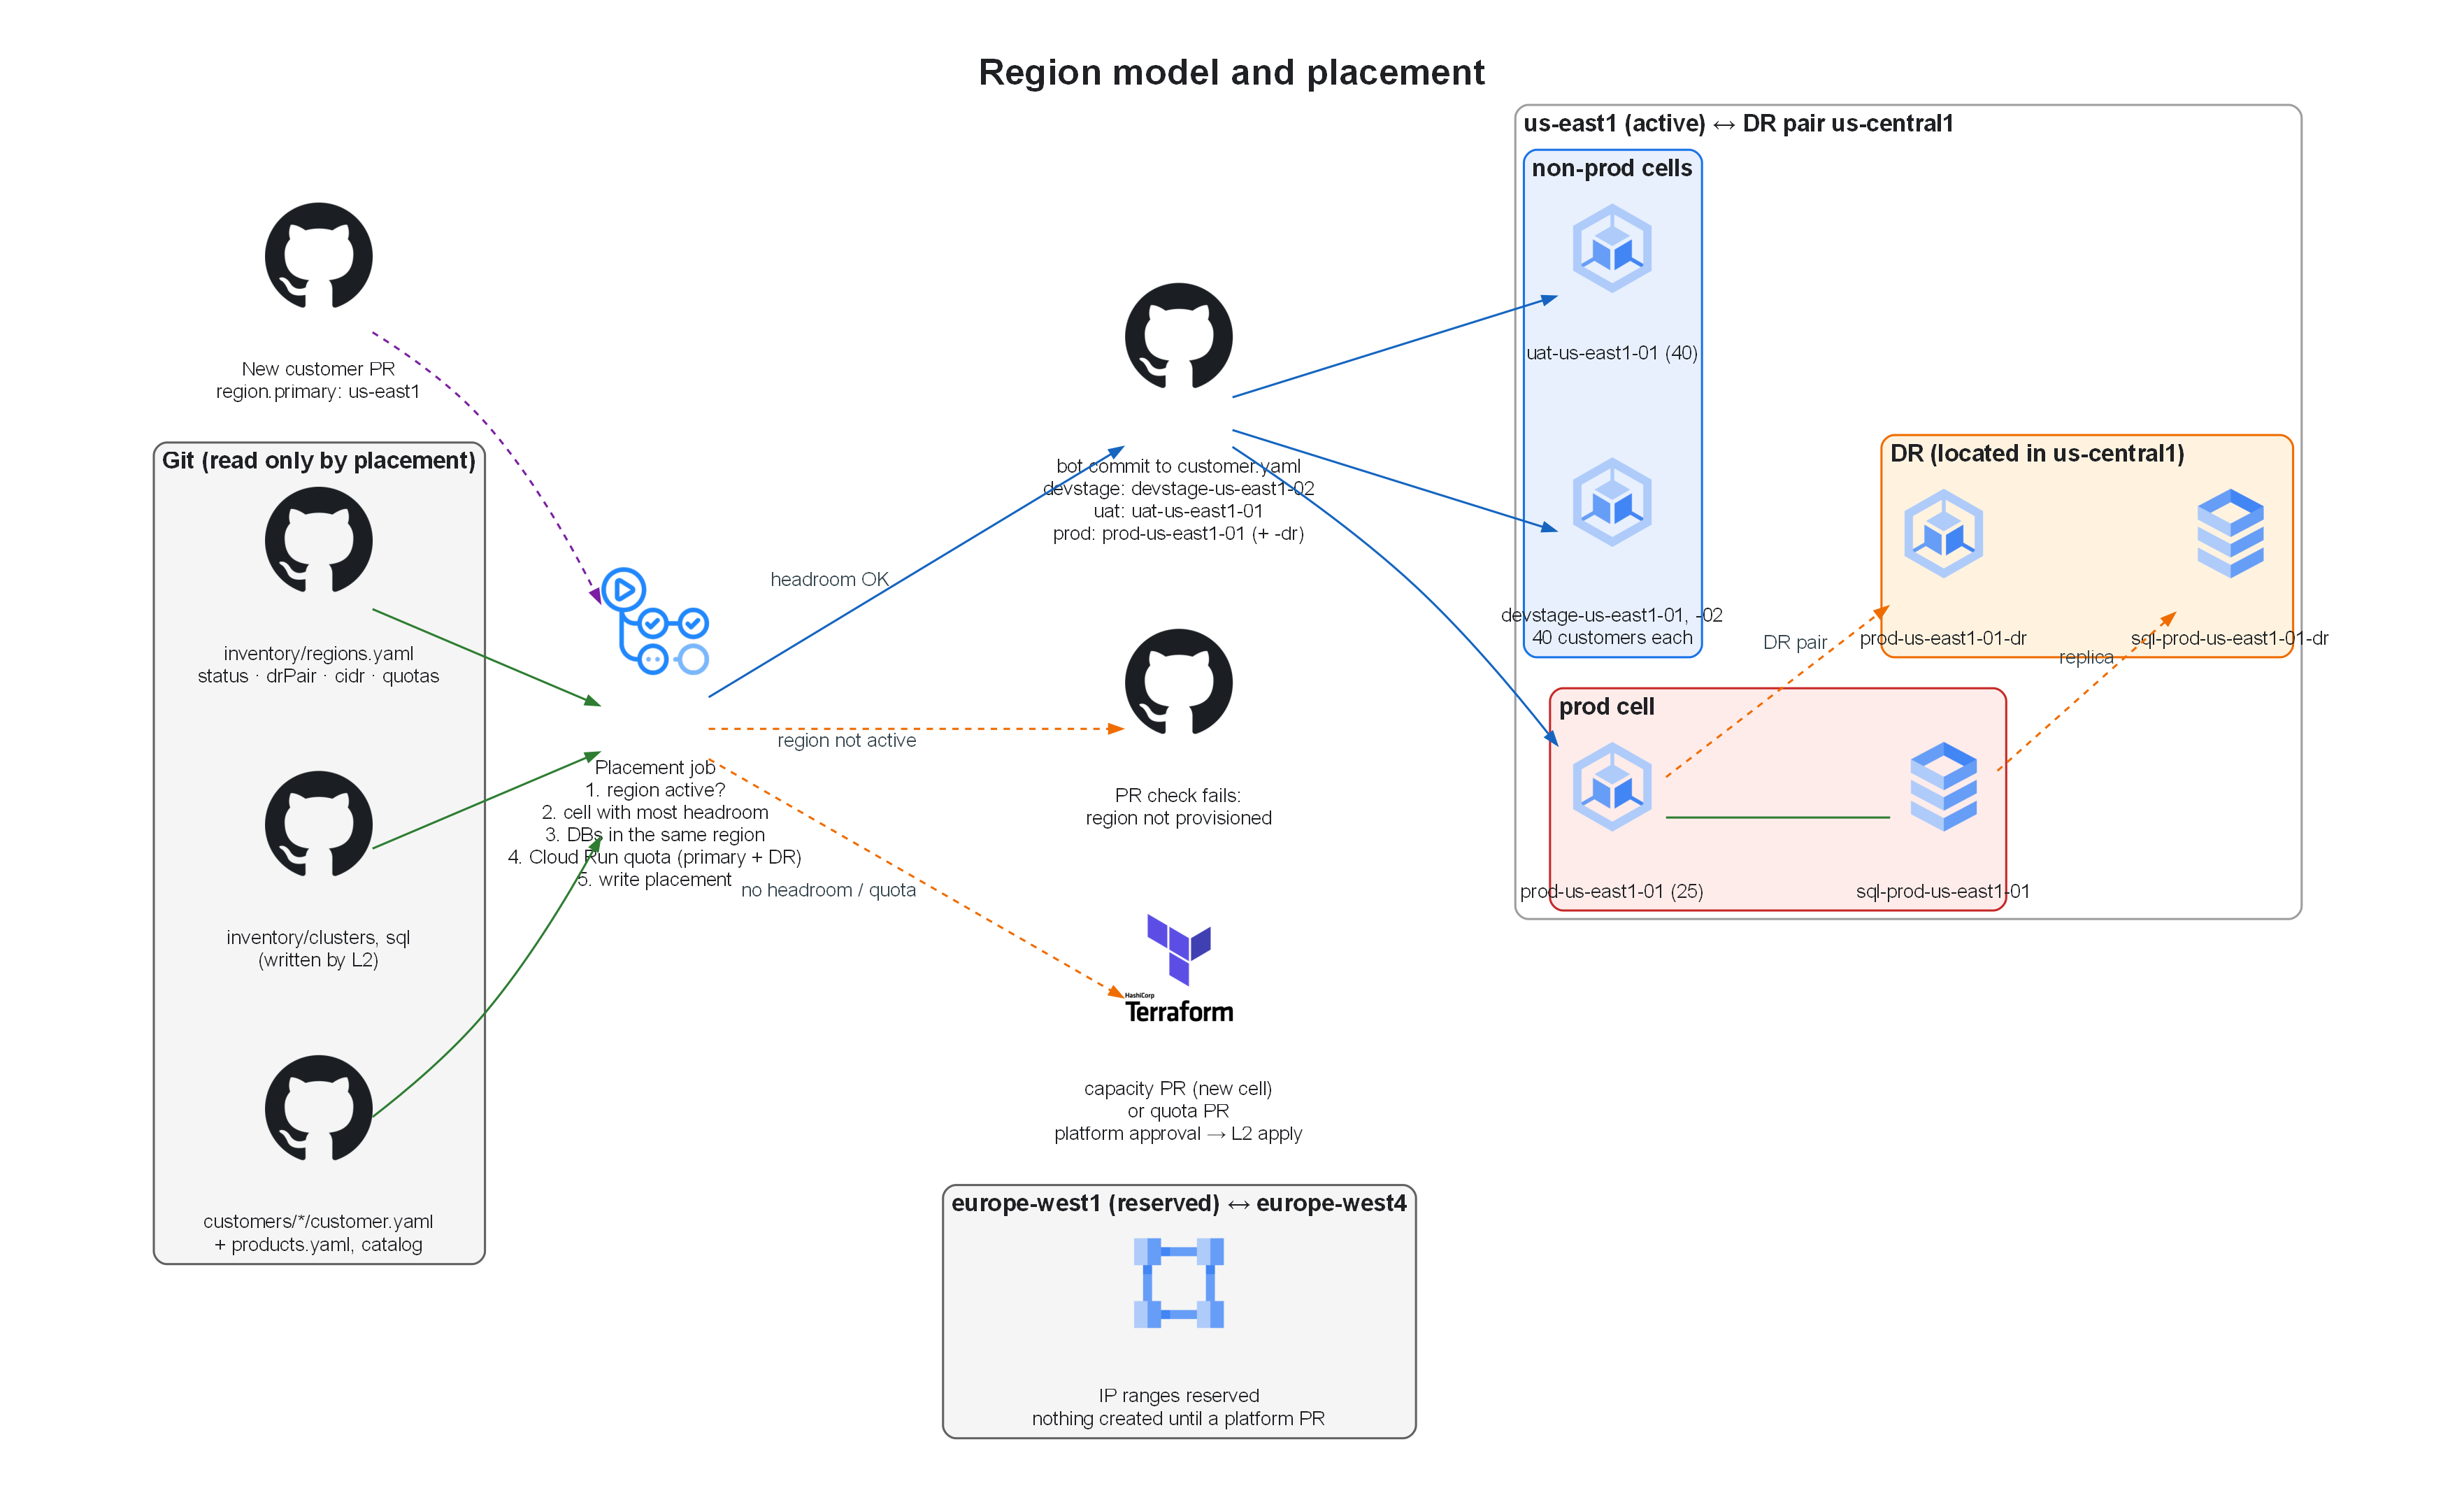 Region model and placement
us-east1 (active) ↔ DR pair us-central1
non-prod cells
uat-us-east1-01 (40)
devstage-us-east1-01, -02
40 customers each
DR (located in us-central1)
prod-us-east1-01-dr
sql-prod-us-east1-01-dr
DR pair
replica
prod cell
prod-us-east1-01 (25)
sql-prod-us-east1-01
New customer PR
region.primary: us-east1
Git (read only by placement)
inventory/regions.yaml
status · drPair · cidr · quotas
inventory/clusters, sql
(written by L2)
customers/*/customer.yaml
+ products.yaml, catalog
Placement job
1. region active?
2. cell with most headroom
3. DBs in the same region
4. Cloud Run quota (primary + DR)
5. write placement
headroom OK
region not active
no headroom / quota
bot commit to customer.yaml
devstage: devstage-us-east1-02
uat: uat-us-east1-01
prod: prod-us-east1-01 (+ -dr)
PR check fails:
region not provisioned
HashiCorp
Terraform
capacity PR (new cell)
or quota PR
platform approval → L2 apply
europe-west1 (reserved) ↔ europe-west4
IP ranges reserved
nothing created until a platform PR